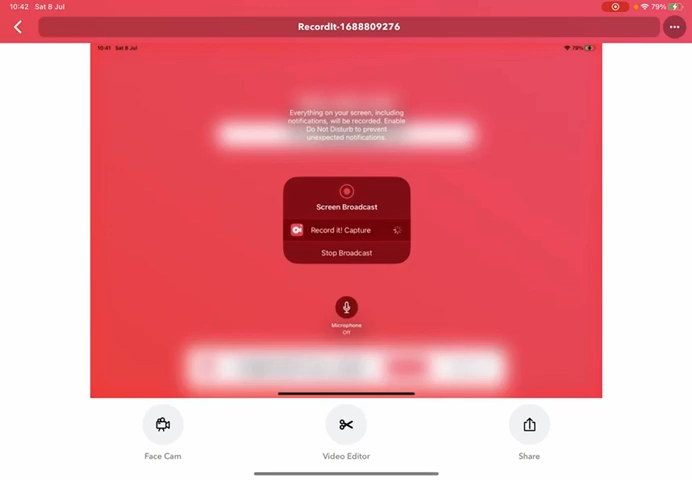 10:42 Sat 8 Jul
79%
RecordIt-1688809276
10:41 Sat 8 Jul
79%
Everything on your screen, including
notifications, will be recorded. Enable
Do Not Disturb to prevent
unexpected notifications.
Screen Broadcast
Record it! Capture
Stop Broadcast
Microphone
Off
Face Cam
Video Editor
Share